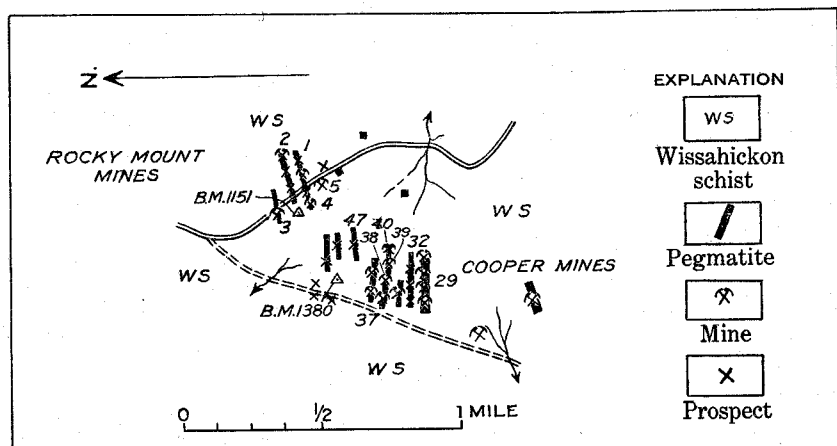 N
WS
2
1
ROCKY MOUNT
MINES
B.M.1151
5
4
3
WS
47
40
38
39
32
WS
COOPER MINES
29
B.M.1380
37
WS
0
1/2
1 MILE
EXPLANATION
WS
Wissahickon
schist
Pegmatite
Mine
Prospect